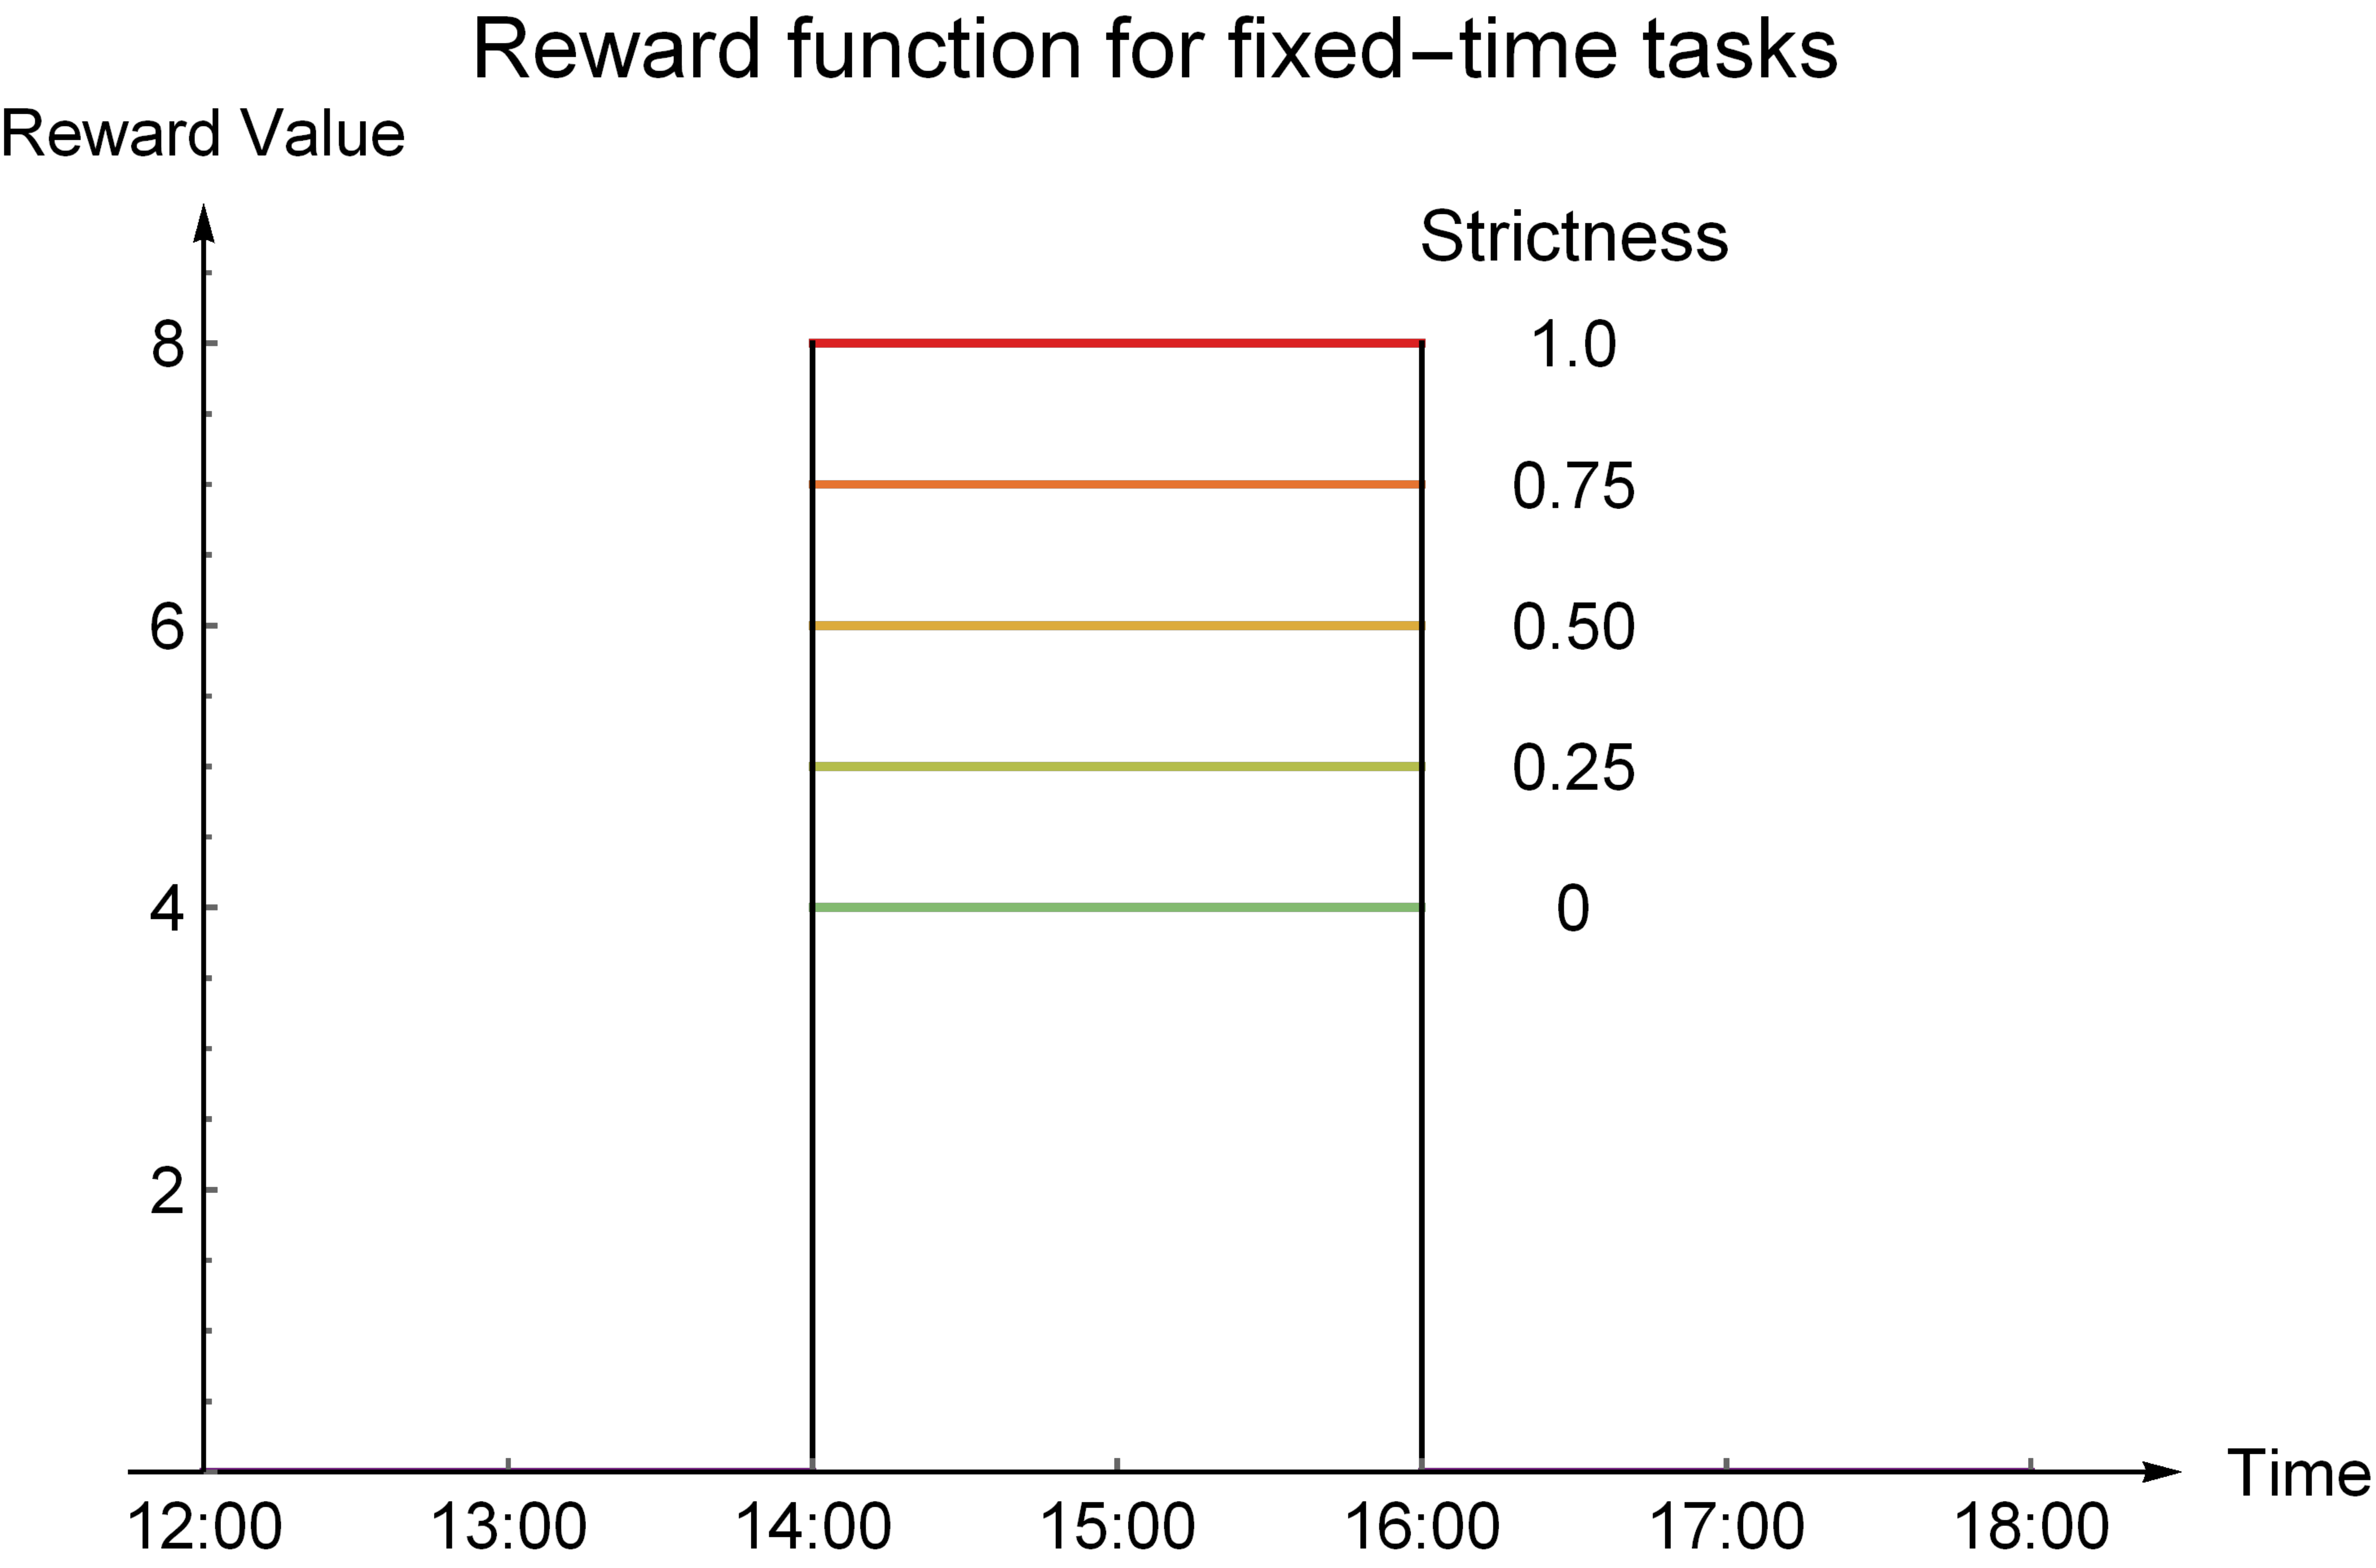 Reward function for fixed−time tasks
Reward Value
Strictness
8
1.0
0.75
6
0.50
0.25
4
0
2
Time
12:00 13:00 14:00 15:00 16:00 17:00 18:00